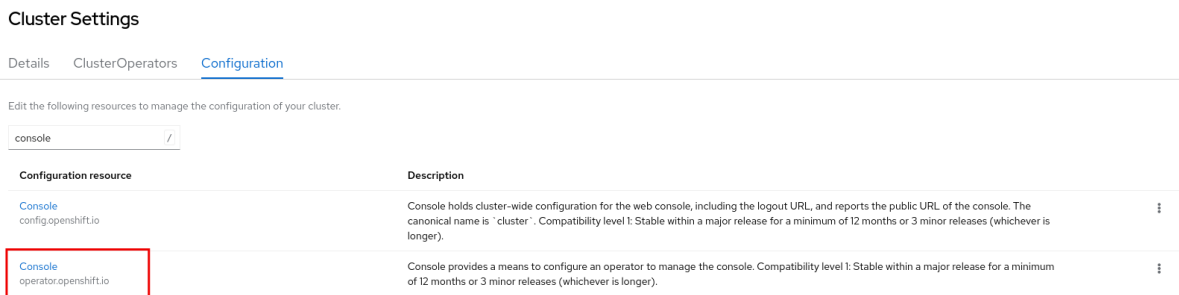 Cluster Settings
Details ClusterOperators Configuration
Edit the following resources to manage the configuration of your cluster.
console /
Configuration resource Description
Console Console holds cluster-wide configuration for the web console, including the logout URL, and reports the public URL of the console. The
config.openshift.io canonical name is `cluster`. Compatibility level 1: Stable within a major release for a minimum of 12 months or 3 minor releases (whichever is
longer).
Console Console provides a means to configure an operator to manage the console. Compatibility level 1: Stable within a major release for a minimum
operator.openshift.io of 12 months or 3 minor releases (whichever is longer).